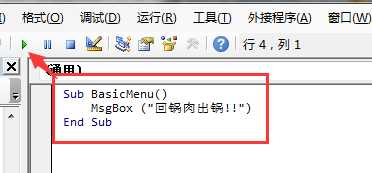 格式(O) 调试(D) 运行(R) 工具(T) 外接程序(A) 窗口(W)
行 4，列 1
(通用)
Sub BasicMenu()
MsgBox ("回锅肉出锅!!")
End Sub